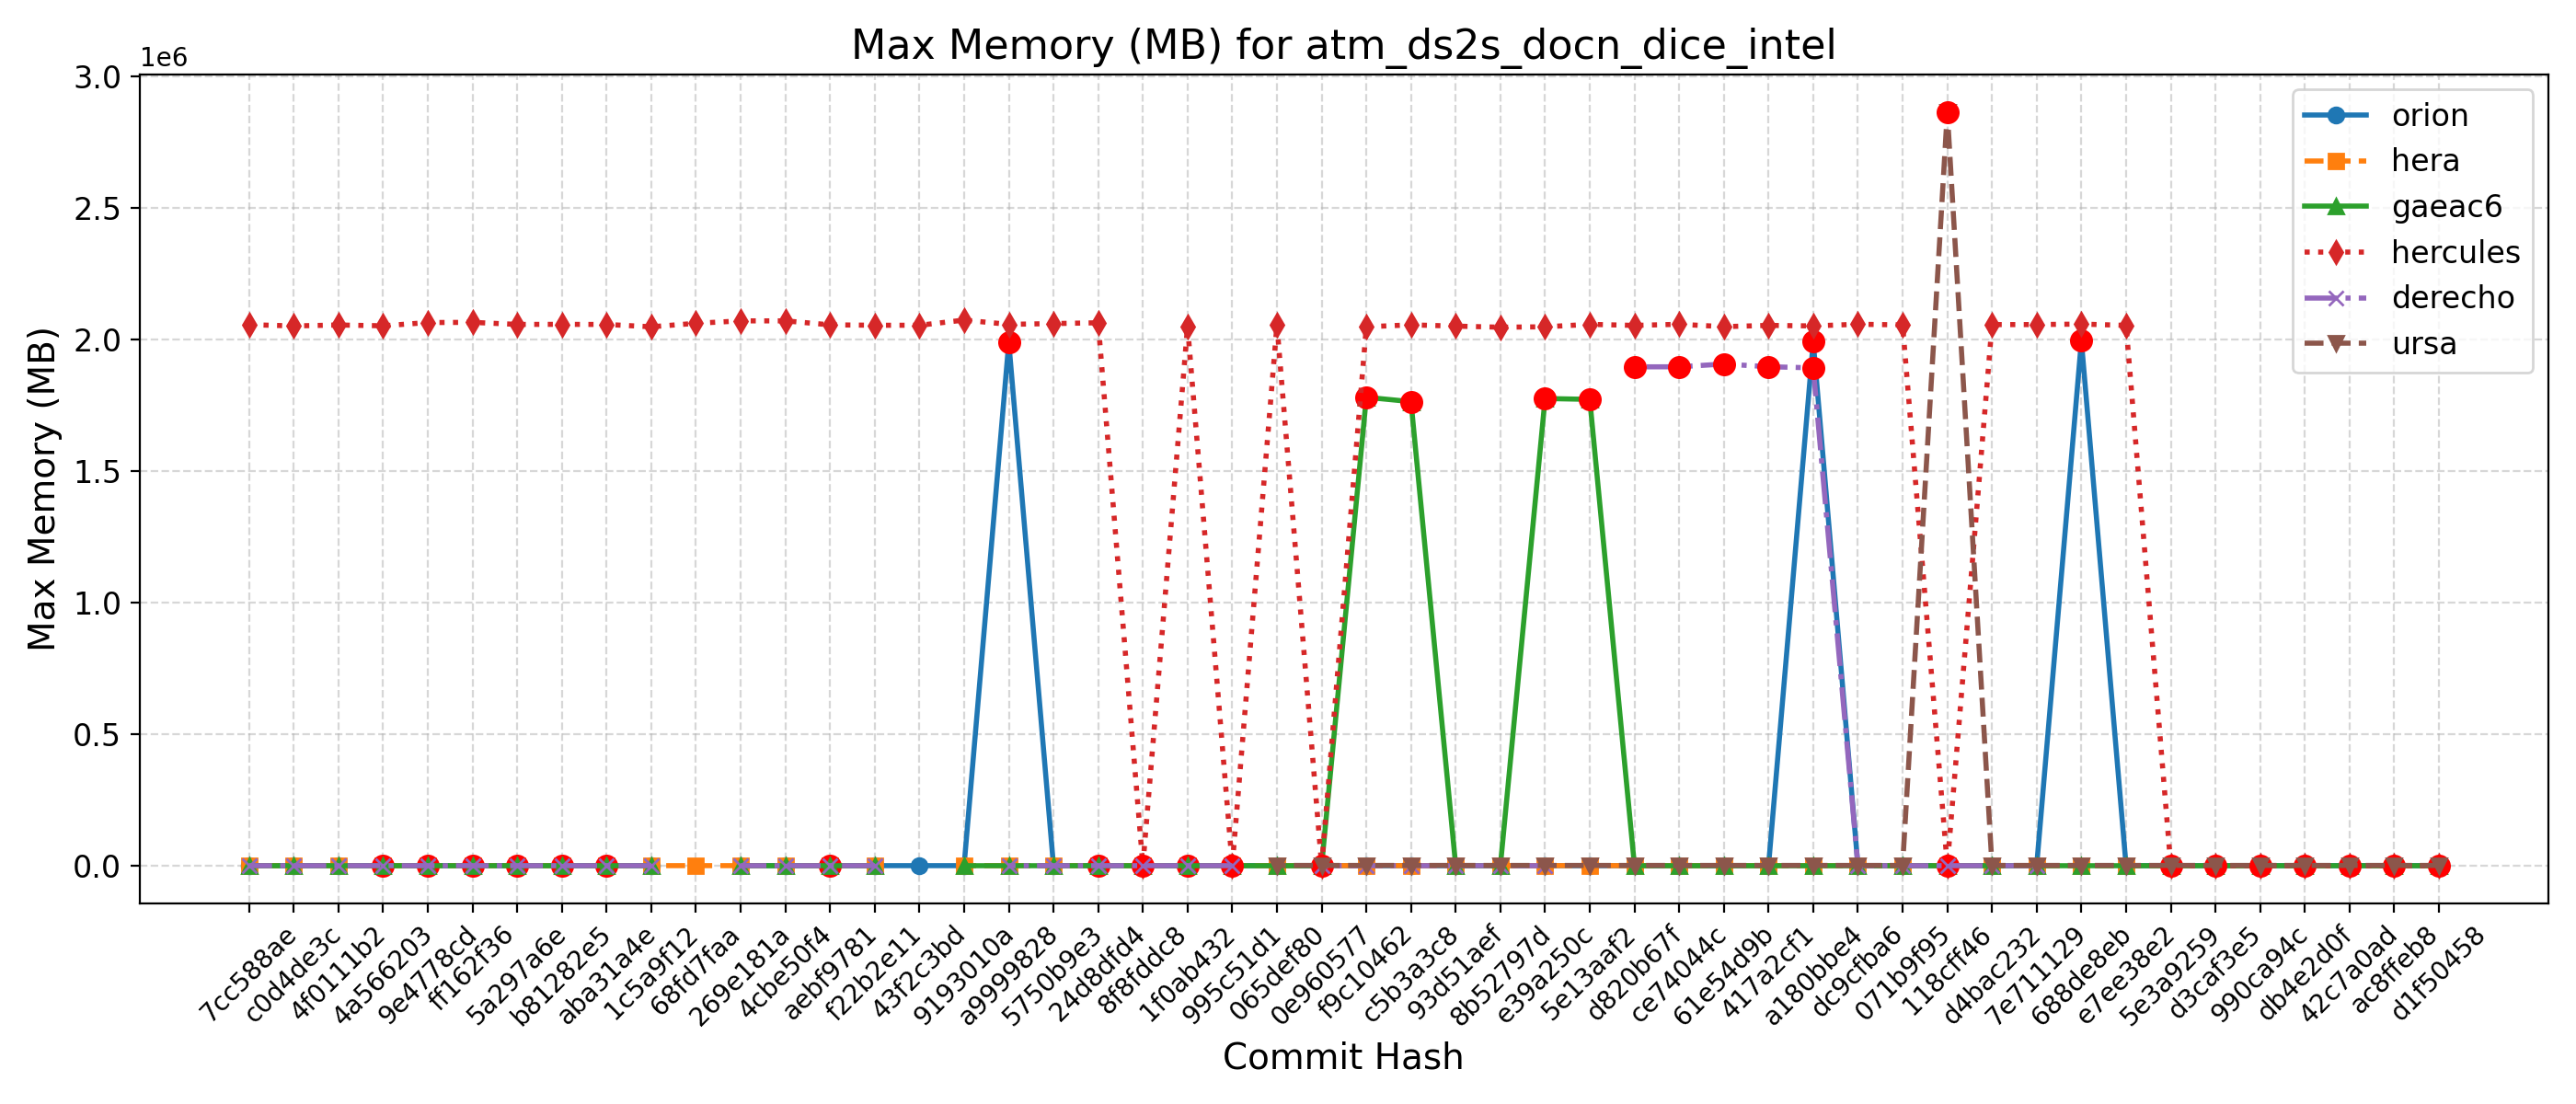 Max Memory (MB) for atm_ds2s_docn_dice_intel
1e6
3.0
2.5
2.0
1.5
1.0
0.5
0.0
Max Memory (MB)
orion
hera
gaeac6
hercules
derecho
ursa
7cc588ae
c0d4de3c
4f0111b2
4a566203
9e4778cd
ff162f36
5a297a6e
b81282e5
aba31a4e
1c5a9f12
68fd7faa
269e181a
4cbe50f4
aebf9781
f22b2e11
43f2c3bd
9193010a
a9999828
5750b9e3
24d8dfd4
8f8fddc8
1f0ab432
995c51d1
065def80
0e960577
f9c10462
c5b3a3c8
93d51aef
8b52797d
e39a250c
5e13aaf2
d820b67f
ce74044c
61e54d9b
417a2cf1
a180bbe4
dc9cfba6
071b9f95
118cff46
d4bac232
7e711129
688de8eb
e7ee38e2
5e3a9259
d3caf3e5
990ca94c
db4e2d0f
42c7a0ad
ac8ffeb8
d1f50458
Commit Hash